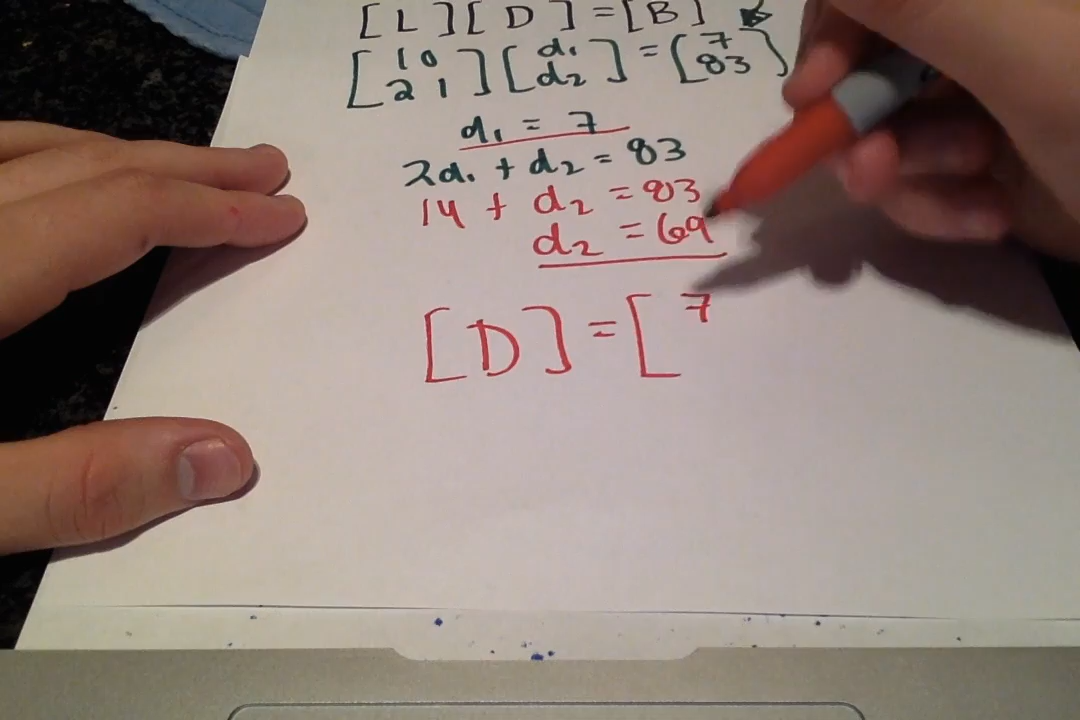 [ L ] [ D ] = [ B ]
[ 1 0 ] [ d1 ] = [ 7 ]
[ 2 1 ] [ d2 ] = [ 83 ]
d1 = 7
2d1 + d2 = 83
14 + d2 = 83
d2 = 69
[ D ] = [ 7